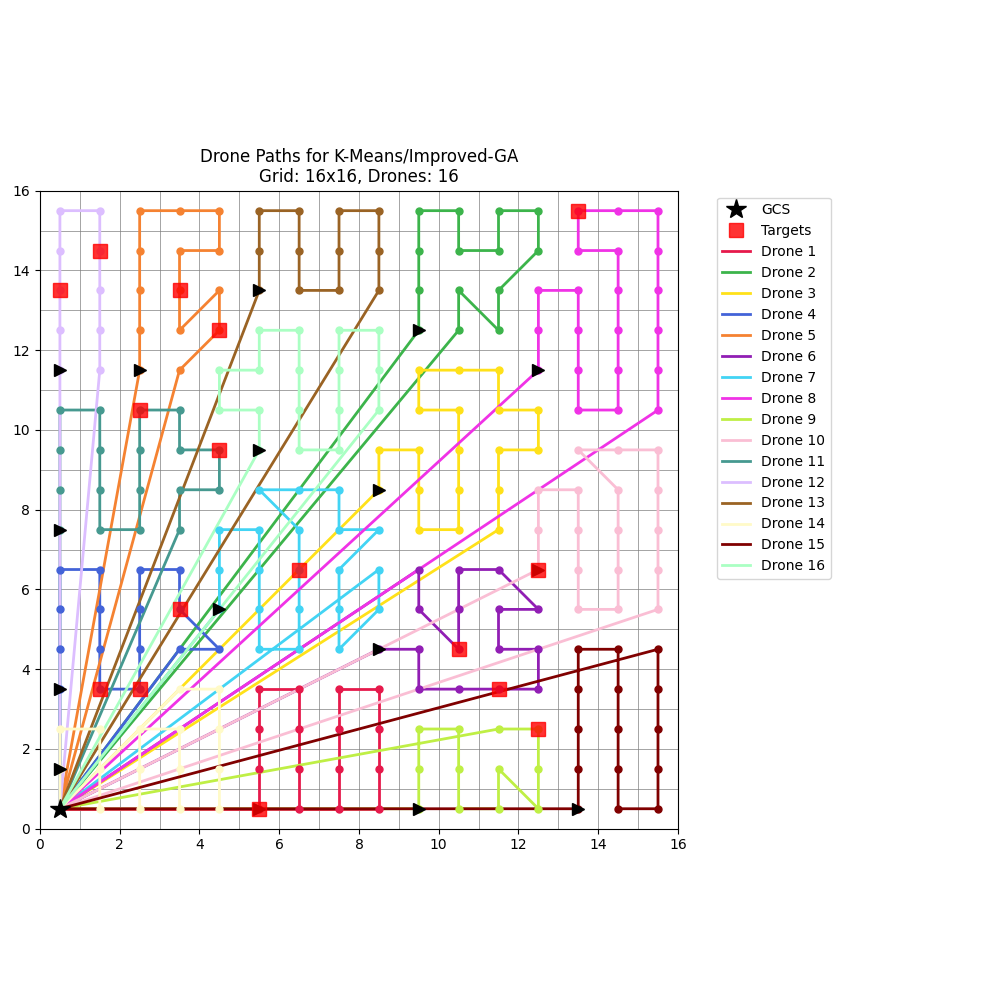 Drone Paths for K-Means/Improved-GA
Grid: 16x16, Drones: 16
16
14
12
10
8
6
4
2
0
0 2 4 6 8 10 12 14 16
GCS
Targets
Drone 1
Drone 2
Drone 3
Drone 4
Drone 5
Drone 6
Drone 7
Drone 8
Drone 9
Drone 10
Drone 11
Drone 12
Drone 13
Drone 14
Drone 15
Drone 16